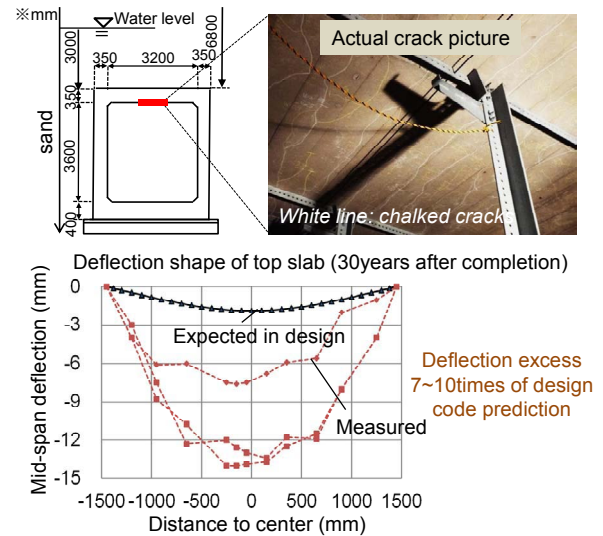 ※mm
Water level
3000
6800
350
3200
350
350
3600
400
sand
Actual crack picture
White line: chalked crack
Deflection shape of top slab (30years after completion)
Mid-span deflection (mm)
0
-3
-6
-9
-12
-15
Expected in design
Measured
Deflection excess
7~10times of design
code prediction
-1500 -1000 -500 0 500 1000 1500
Distance to center (mm)